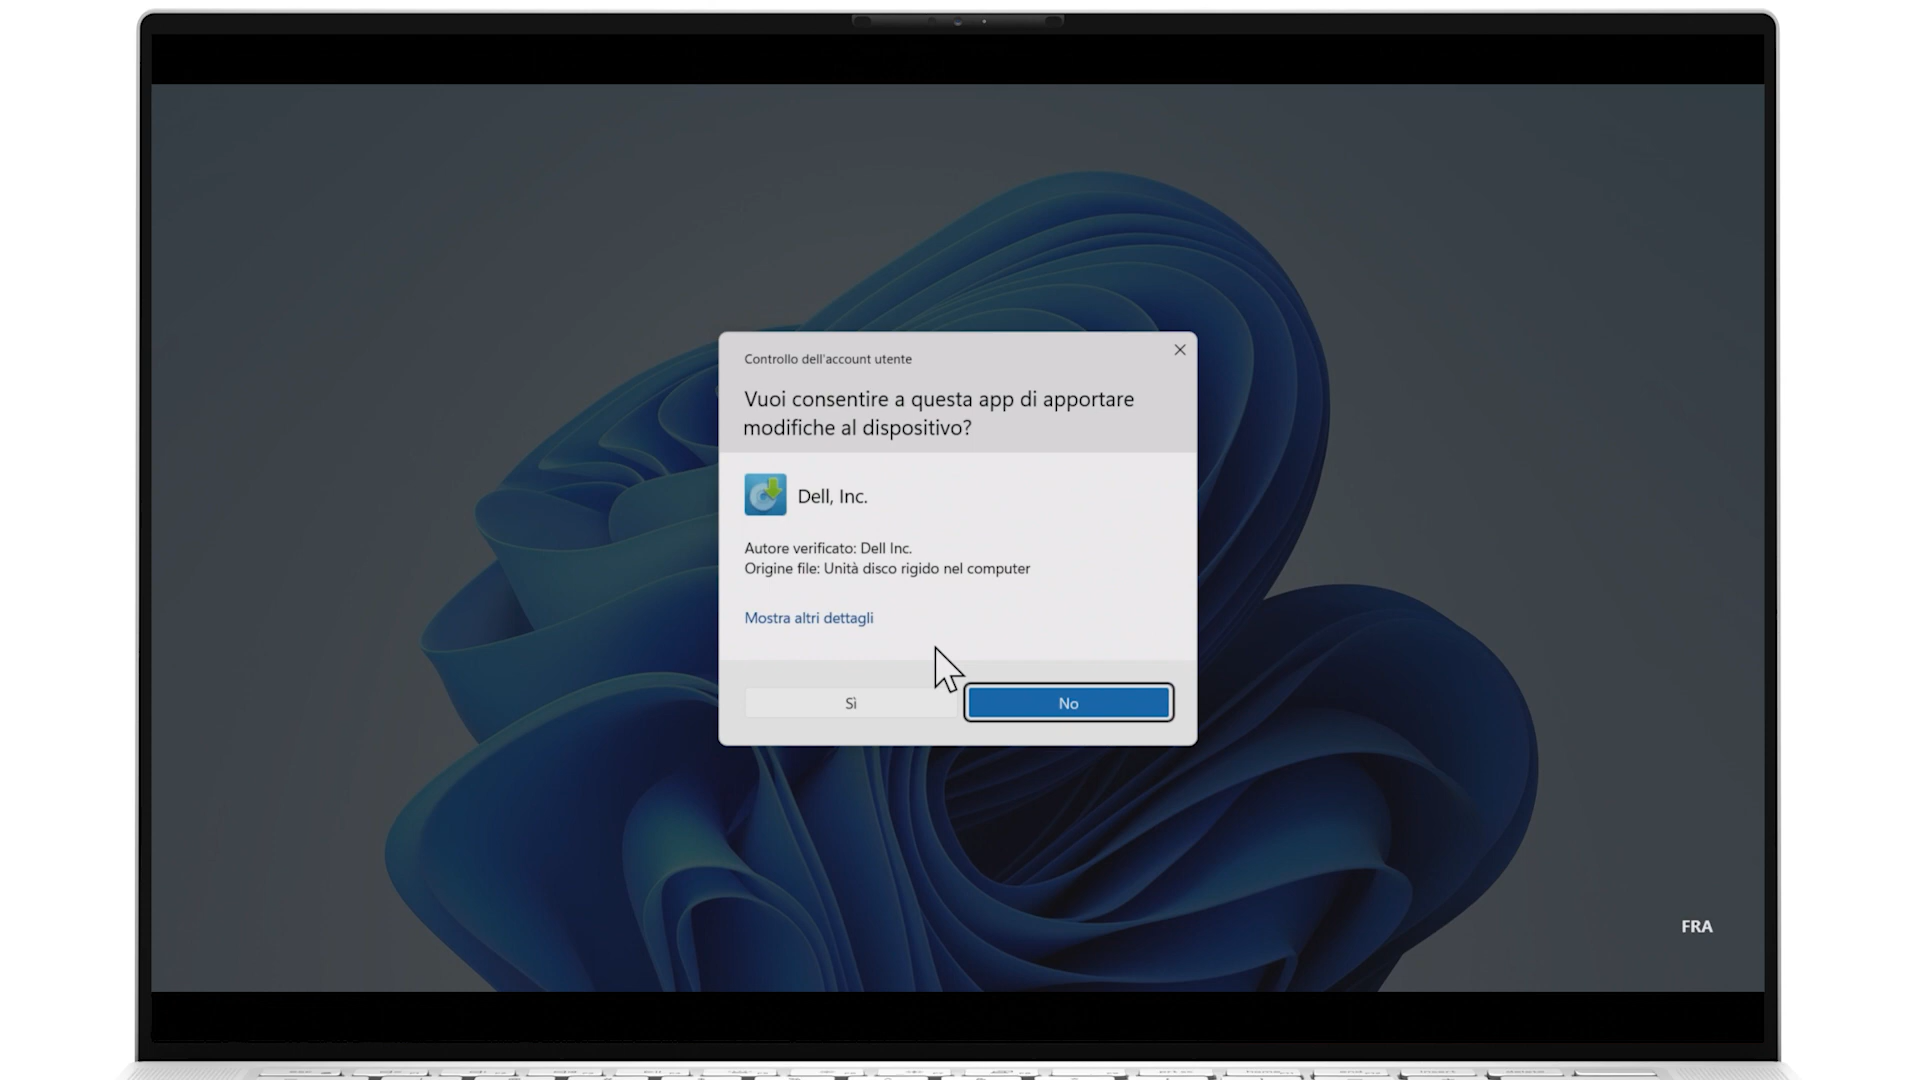 Controllo dell'account utente
Vuoi consentire a questa app di apportare
modifiche al dispositivo?
Dell, Inc.
Autore verificato: Dell Inc.
Origine file: Unità disco rigido nel computer
Mostra altri dettagli
Sì
No
FRA